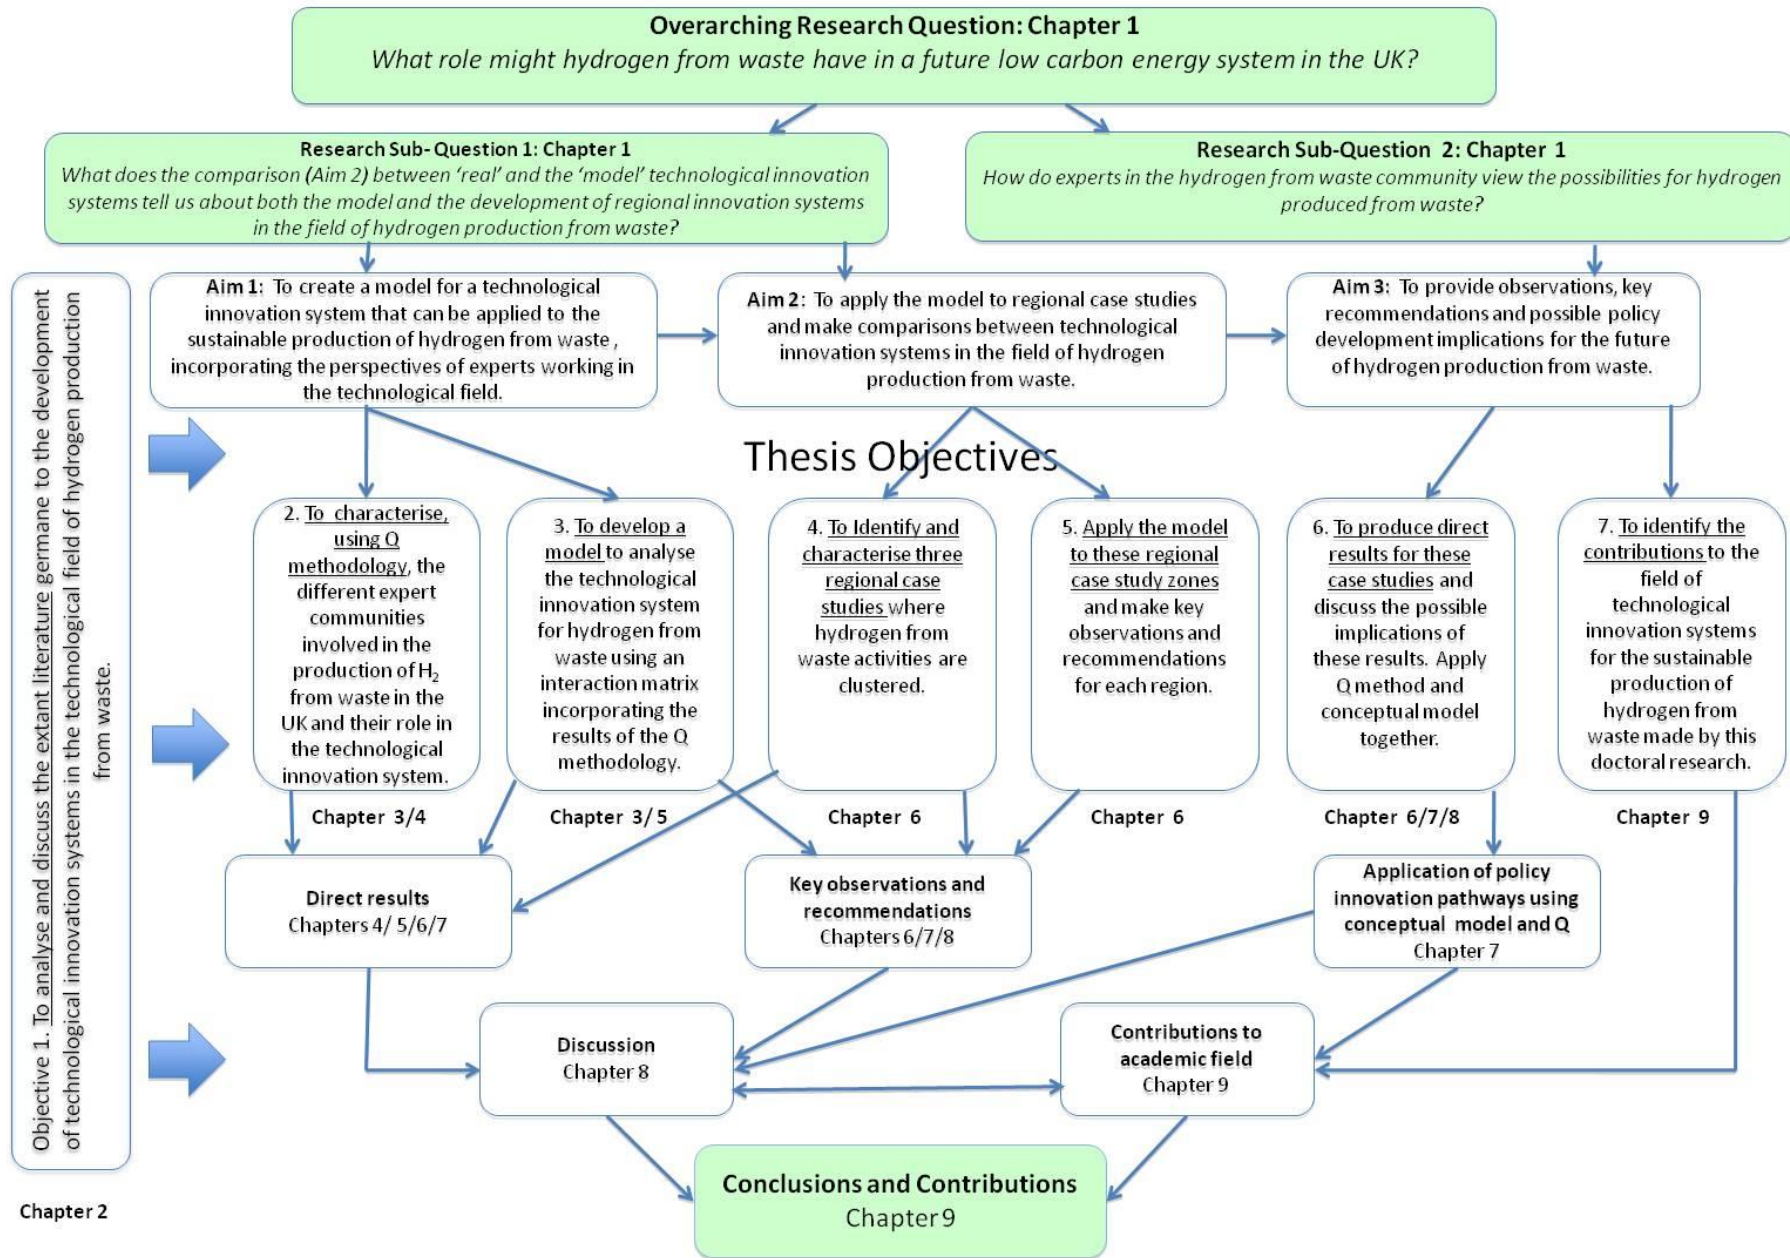 Overarching Research Question: Chapter 1
What role might hydrogen from waste have in a future low carbon energy system in the UK?
Research Sub- Question 1: Chapter 1
What does the comparison (Aim 2) between ‘real’ and the ‘model’ technological innovation
systems tell us about both the model and the development of regional innovation systems
in the field of hydrogen production from waste?
Research Sub-Question 2: Chapter 1
How do experts in the hydrogen from waste community view the possibilities for hydrogen
produced from waste?
Objective 1. To analyse and discuss the extant literature germane to the development
of technological innovation systems in the technological field of hydrogen production
from waste.
Chapter 2
Aim 1: To create a model for a technological
innovation system that can be applied to the
sustainable production of hydrogen from waste ,
incorporating the perspectives of experts working in
the technological field.
Aim 2: To apply the model to regional case studies
and make comparisons between technological
innovation systems in the field of hydrogen
production from waste.
Aim 3: To provide observations, key
recommendations and possible policy
development implications for the future
of hydrogen production from waste.
Thesis Objectives
2. To characterise,
using Q
methodology, the
different expert
communities
involved in the
production of H₂
from waste in the
UK and their role in
the technological
innovation system.
Chapter 3/4
3. To develop a
model to analyse
the technological
innovation system
for hydrogen from
waste using an
interaction matrix
incorporating the
results of the Q
methodology.
Chapter 3/5
4. To Identify and
characterise three
regional case
studies where
hydrogen from
waste activities are
clustered.
Chapter 6
5. Apply the model
to these regional
case study zones
and make key
observations and
recommendations
for each region.
Chapter 6
6. To produce direct
results for these
case studies and
discuss the possible
implications of
these results. Apply
Q method and
conceptual model
together.
Chapter 6/7/8
7. To identify the
contributions to the
field of
technological
innovation systems
for the sustainable
production of
hydrogen from
waste made by this
doctoral research.
Chapter 9
Direct results
Chapters 4/ 5/6/7
Key observations and
recommendations
Chapters 6/7/8
Application of policy
innovation pathways using
conceptual model and Q
Chapter 7
Discussion
Chapter 8
Contributions to
academic field
Chapter 9
Conclusions and Contributions
Chapter 9